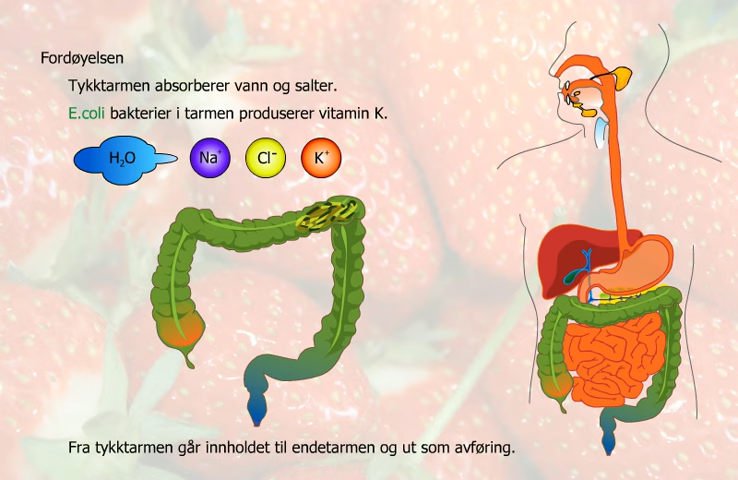 Fordøyelsen
Tykktarmen absorberer vann og salter.
E.coli bakterier i tarmen produserer vitamin K.
H₂O Na⁺ Cl⁻ K⁺
Fra tykktarmen går innholdet til endetarmen og ut som avføring.